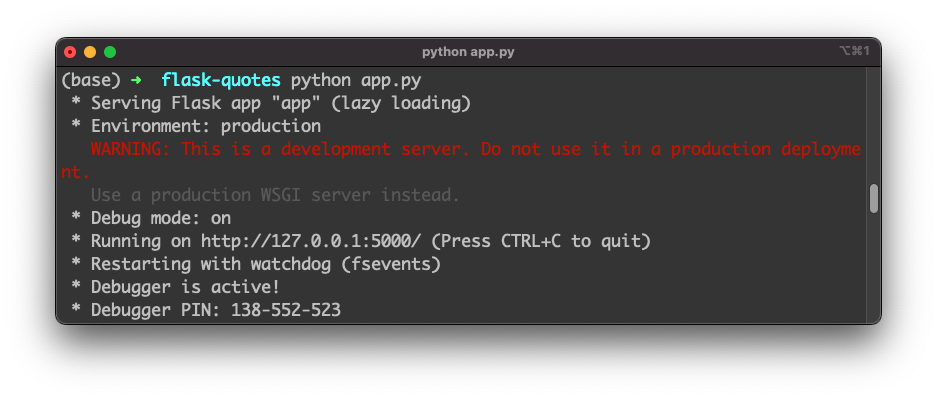 python app.py
⌥⌘1
(base) ➜  flask-quotes python app.py
 * Serving Flask app "app" (lazy loading)
 * Environment: production
   WARNING: This is a development server. Do not use it in a production deployme
nt.
   Use a production WSGI server instead.
 * Debug mode: on
 * Running on http://127.0.0.1:5000/ (Press CTRL+C to quit)
 * Restarting with watchdog (fsevents)
 * Debugger is active!
 * Debugger PIN: 138-552-523